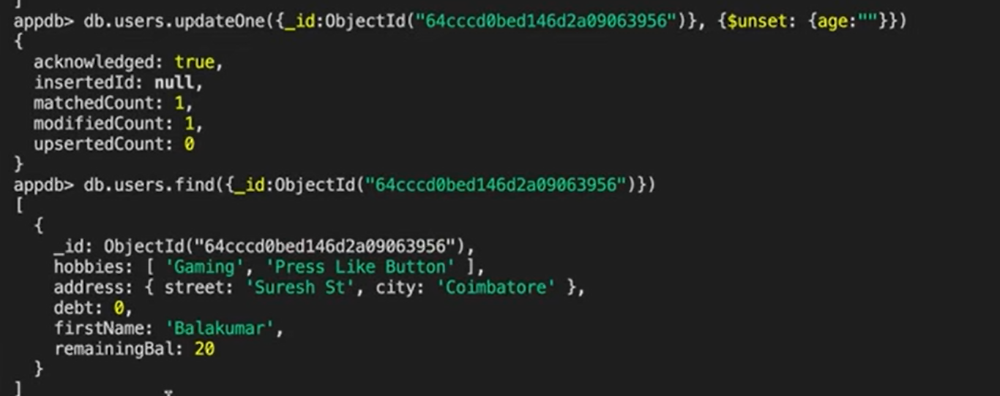 ]
appdb> db.users.updateOne({_id:ObjectId("64cccd0bed146d2a09063956")}, {$unset: {age:""}})
{
  acknowledged: true,
  insertedId: null,
  matchedCount: 1,
  modifiedCount: 1,
  upsertedCount: 0
}
appdb> db.users.find({_id:ObjectId("64cccd0bed146d2a09063956")})
[
  {
    _id: ObjectId("64cccd0bed146d2a09063956"),
    hobbies: [ 'Gaming', 'Press Like Button' ],
    address: { street: 'Suresh St', city: 'Coimbatore' },
    debt: 0,
    firstName: 'Balakumar',
    remainingBal: 20
  }
]